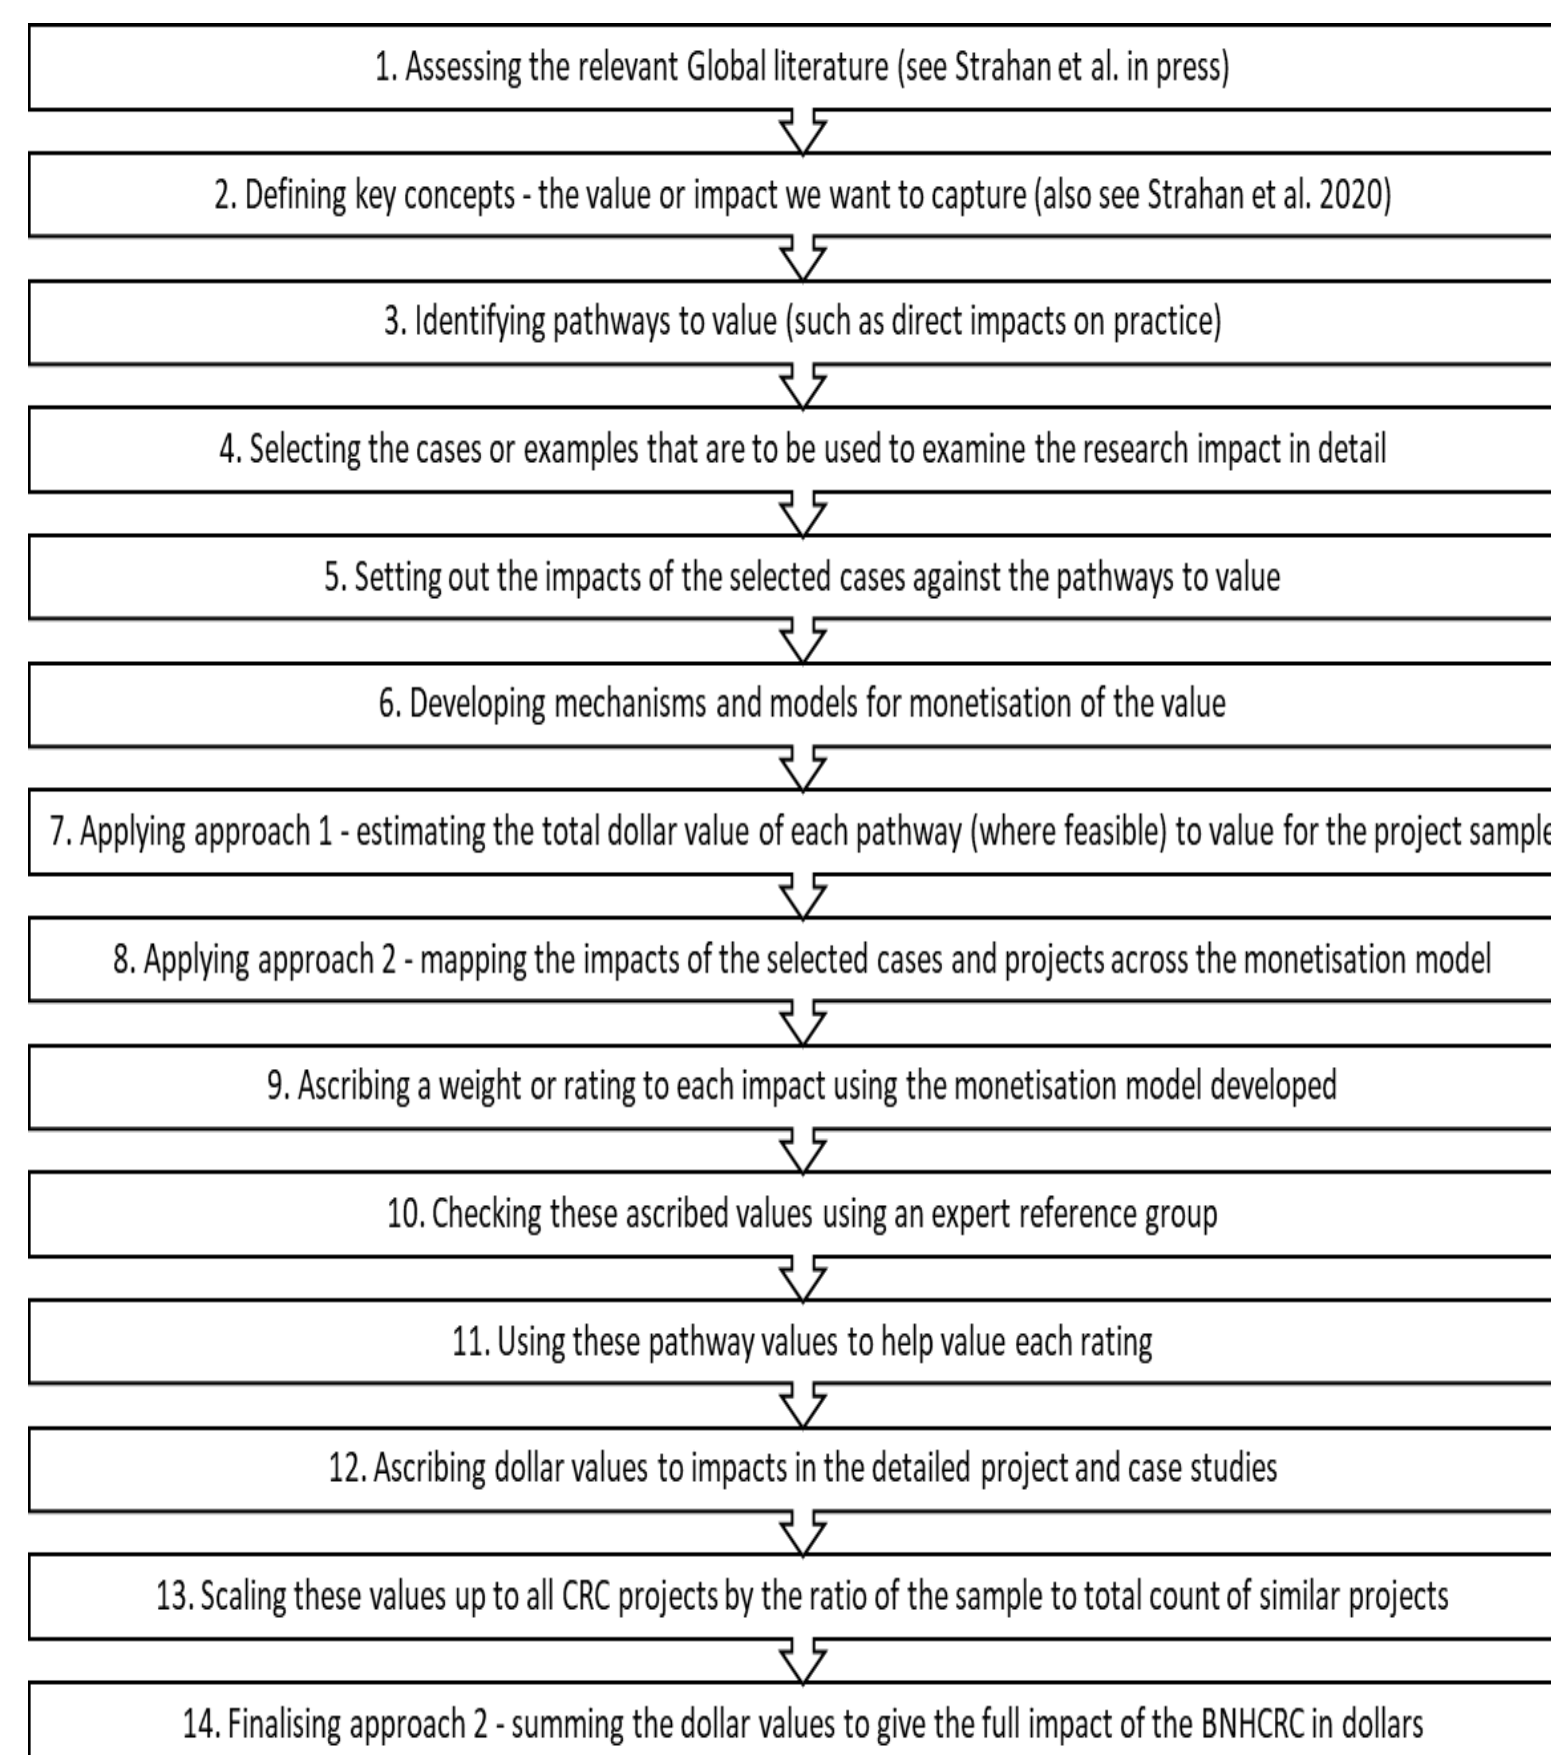 1. Assessing the relevant Global literature (see Strahan et al. in press)
2. Defining key concepts - the value or impact we want to capture (also see Strahan et al. 2020)
3. Identifying pathways to value (such as direct impacts on practice)
4. Selecting the cases or examples that are to be used to examine the research impact in detail
5. Setting out the impacts of the selected cases against the pathways to value
6. Developing mechanisms and models for monetisation of the value
7. Applying approach 1 - estimating the total dollar value of each pathway (where feasible) to value for the project sample
8. Applying approach 2 - mapping the impacts of the selected cases and projects across the monetisation model
9. Ascribing a weight or rating to each impact using the monetisation model developed
10. Checking these ascribed values using an expert reference group
11. Using these pathway values to help value each rating
12. Ascribing dollar values to impacts in the detailed project and case studies
13. Scaling these values up to all CRC projects by the ratio of the sample to total count of similar projects
14. Finalising approach 2 - summing the dollar values to give the full impact of the BNHCRC in dollars